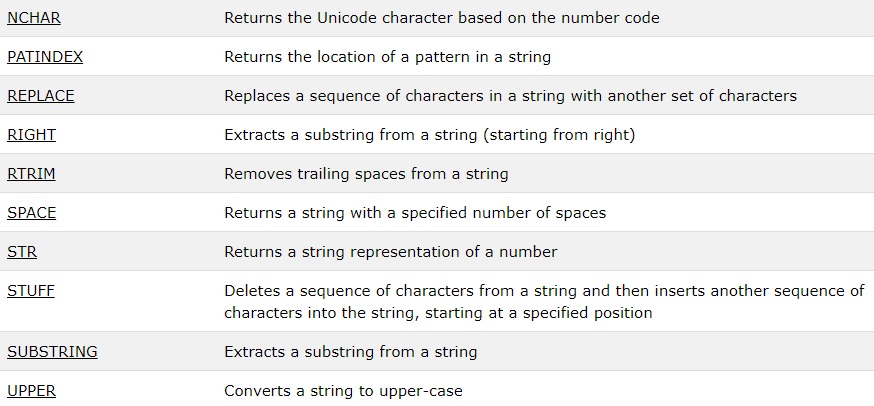 NCHAR Returns the Unicode character based on the number code
PATINDEX Returns the location of a pattern in a string
REPLACE Replaces a sequence of characters in a string with another set of characters
RIGHT Extracts a substring from a string (starting from right)
RTRIM Removes trailing spaces from a string
SPACE Returns a string with a specified number of spaces
STR Returns a string representation of a number
STUFF Deletes a sequence of characters from a string and then inserts another sequence of
characters into the string, starting at a specified position
SUBSTRING Extracts a substring from a string
UPPER Converts a string to upper-case